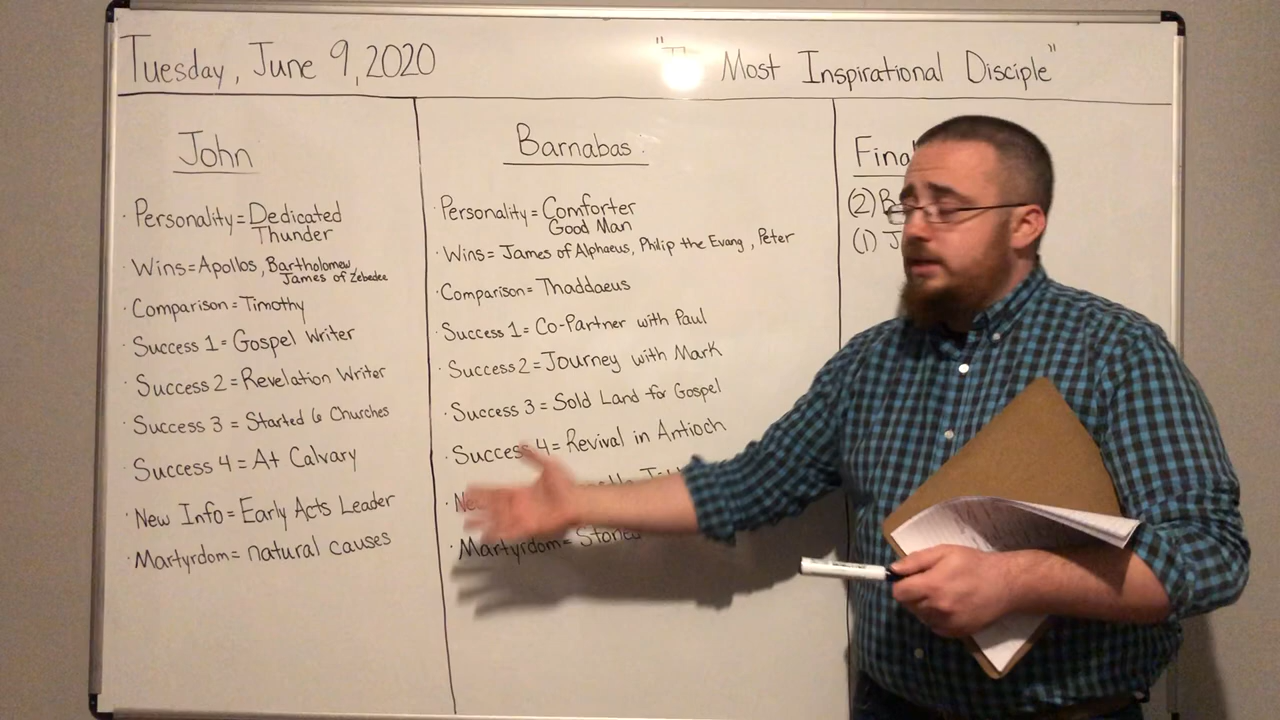 Tuesday, June 9, 2020
" Most Inspirational Disciple"
John
· Personality = Dedicated
Thunder
· Wins = Apollos, Bartholomew
James of Zebedee
· Comparison = Timothy
· Success 1 = Gospel Writer
· Success 2 = Revelation Writer
· Success 3 = Started 6 Churches
· Success 4 = At Calvary
· New Info = Early Acts Leader
· Martyrdom = natural causes
Barnabas
· Personality = Comforter
Good Man
· Wins = James of Alphaeus, Philip the Evang, Peter
· Comparison = Thaddaeus
· Success 1 = Co-Partner with Paul
· Success 2 = Journey with Mark
· Success 3 = Sold Land for Gospel
· Success 4 = Revival in Antioch
· Martyrdom = Stoned
(2)
(1)